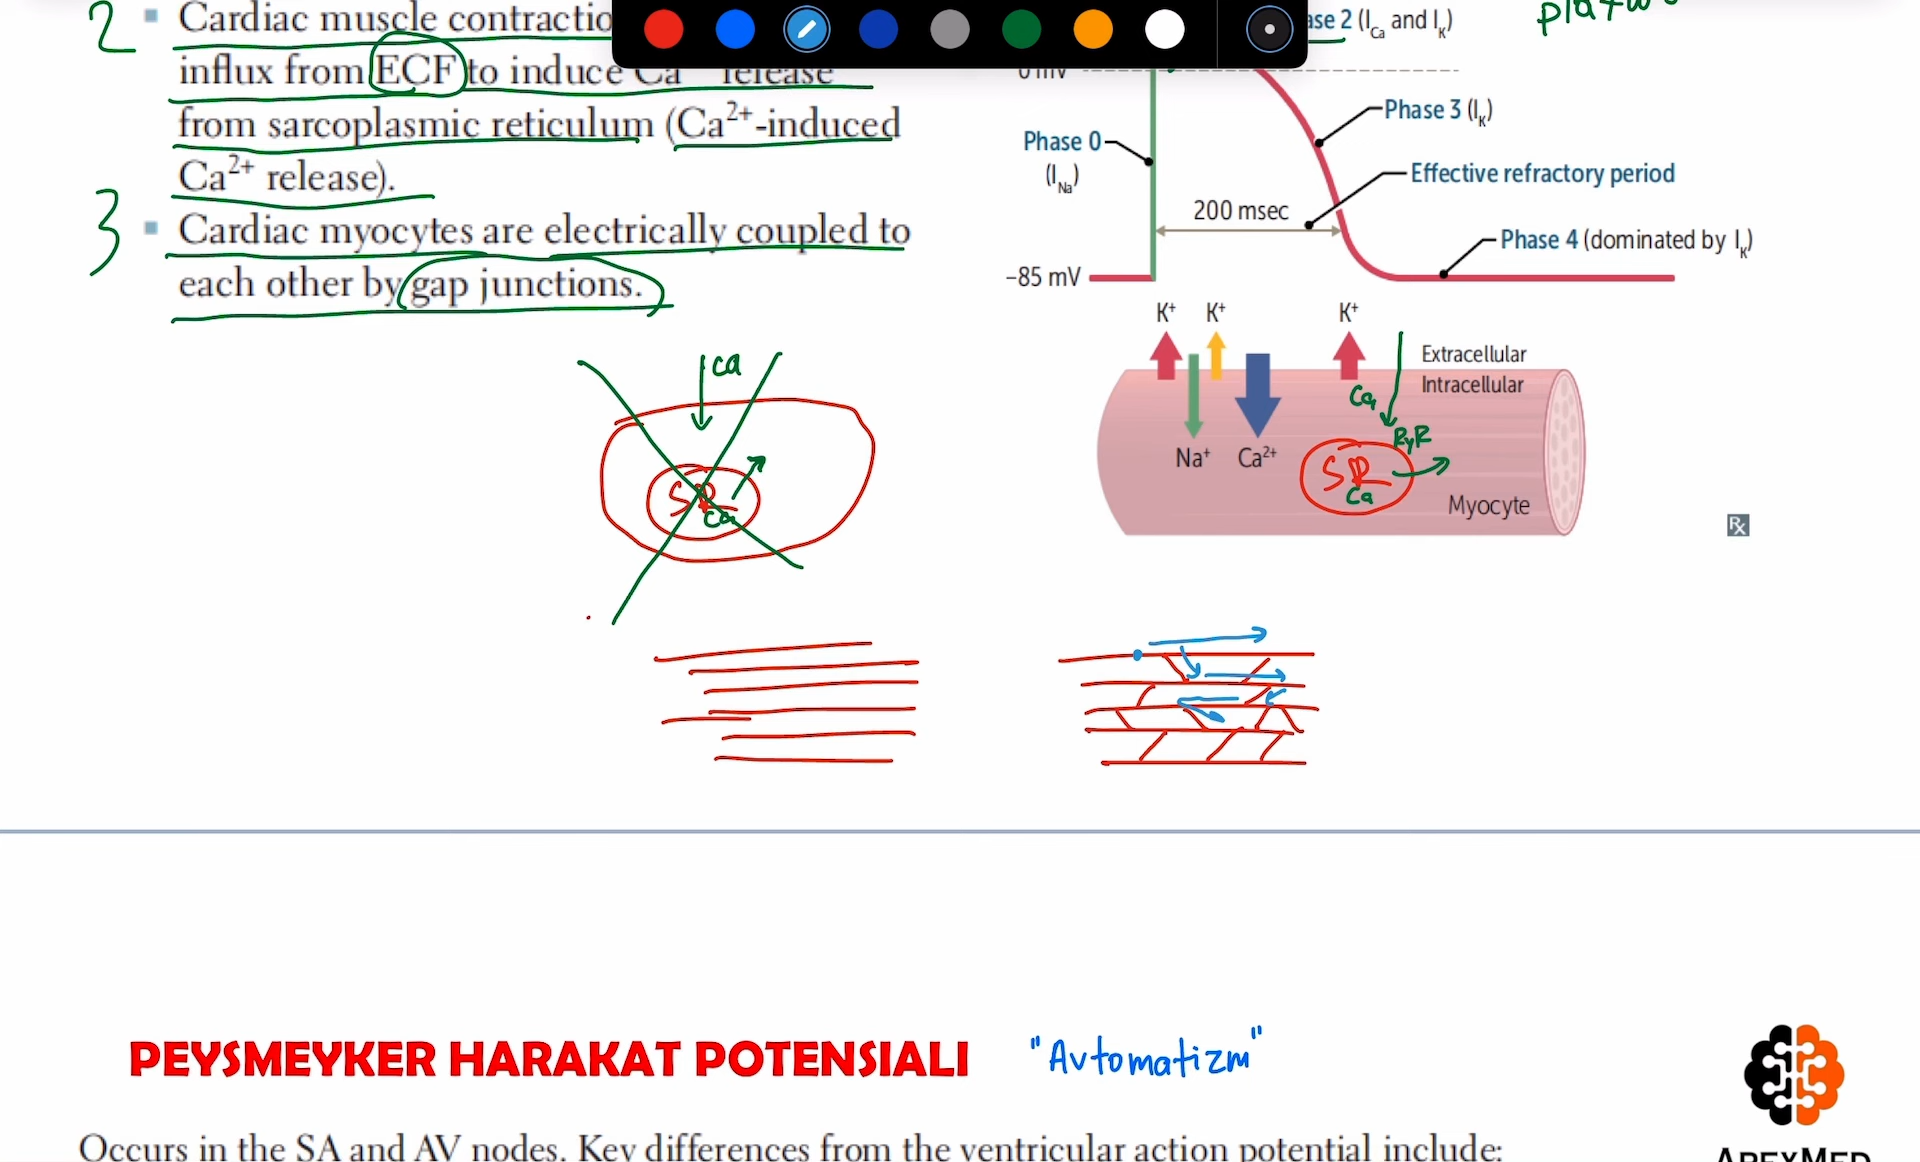 2
Cardiac muscle contractio
influx from ECF to induce Ca release
from sarcoplasmic reticulum (Ca2+-induced
Ca2+ release).
3
Cardiac myocytes are electrically coupled to
each other by gap junctions.
ase 2 (ICa and IK)
0 mV
Phase 3 (IK)
Phase 0
(INa)
Effective refractory period
200 msec
Phase 4 (dominated by IK)
−85 mV
K+ K+ K+
Extracellular
Intracellular
Ca
RyR
Na+ Ca2+
SR
Ca
Myocyte
Rx
Ca
SR
Ca
PEYSMEYKER HARAKAT POTENSIALI "Avtomatizm"
Occurs in the SA and AV nodes. Key differences from the ventricular action potential include:
APEXMED